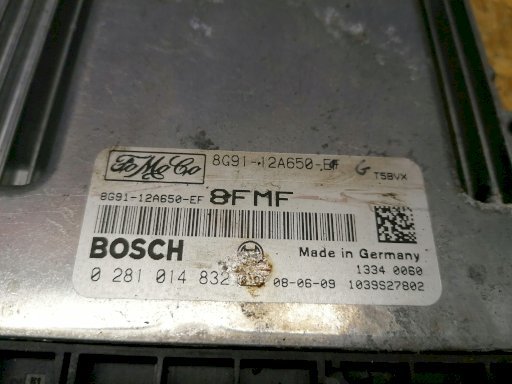 FoMoCo 8G91-12A650-EF G TSBVX
8G91-12A650-EF 8FMF
BOSCH Made in Germany
1334 0060
0 281 014 832 08-06-09 1039S27802